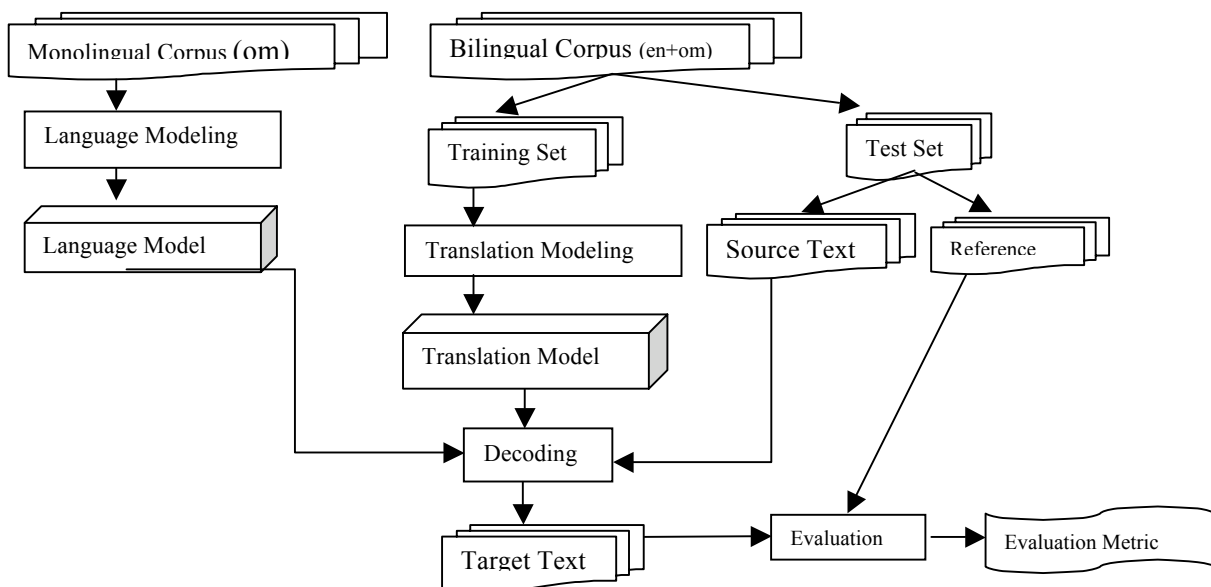 Monolingual Corpus (om)
Bilingual Corpus (en+om)
Language Modeling
Training Set
Test Set
Language Model
Translation Modeling
Source Text
Reference
Translation Model
Decoding
Target Text
Evaluation
Evaluation Metric